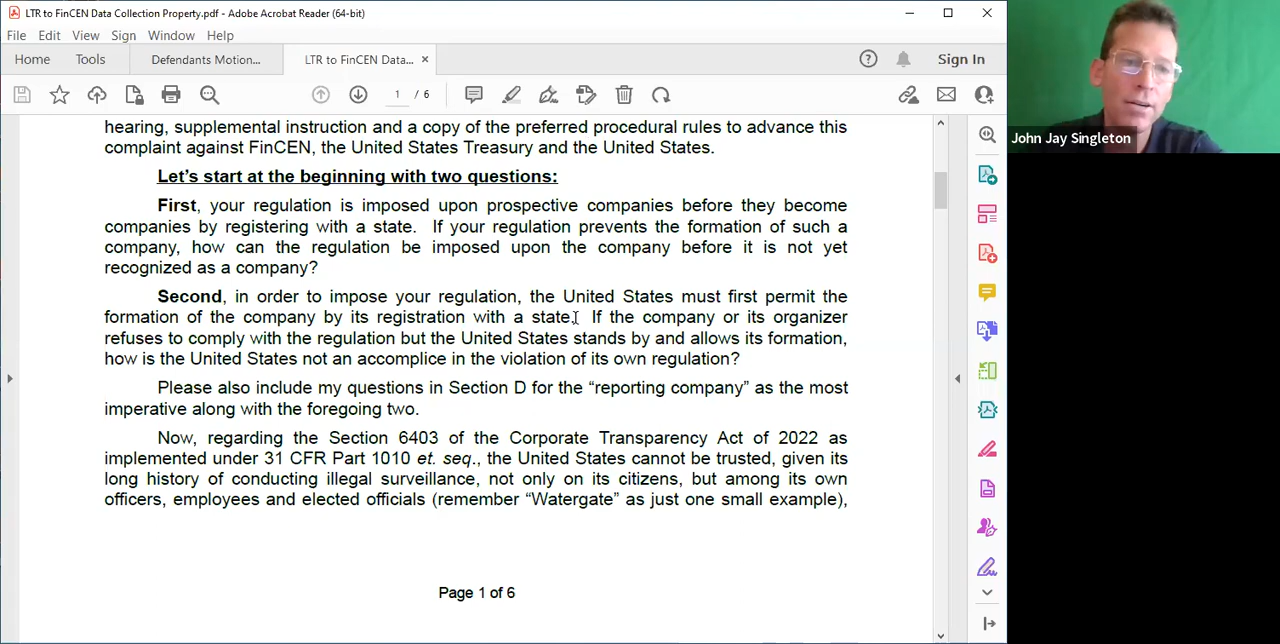 LTR to FinCEN Data Collection Property.pdf - Adobe Acrobat Reader (64-bit)
File Edit View Sign Window Help
Home Tools Defendants Motion... LTR to FinCEN Data... × Sign In
1 / 6
John Jay Singleton
hearing, supplemental instruction and a copy of the preferred procedural rules to advance this
complaint against FinCEN, the United States Treasury and the United States.
Let's start at the beginning with two questions:
First, your regulation is imposed upon prospective companies before they become
companies by registering with a state. If your regulation prevents the formation of such a
company, how can the regulation be imposed upon the company before it is not yet
recognized as a company?
Second, in order to impose your regulation, the United States must first permit the
formation of the company by its registration with a state. If the company or its organizer
refuses to comply with the regulation but the United States stands by and allows its formation,
how is the United States not an accomplice in the violation of its own regulation?
Please also include my questions in Section D for the “reporting company” as the most
imperative along with the foregoing two.
Now, regarding the Section 6403 of the Corporate Transparency Act of 2022 as
implemented under 31 CFR Part 1010 et. seq., the United States cannot be trusted, given its
long history of conducting illegal surveillance, not only on its citizens, but among its own
officers, employees and elected officials (remember “Watergate” as just one small example),
Page 1 of 6